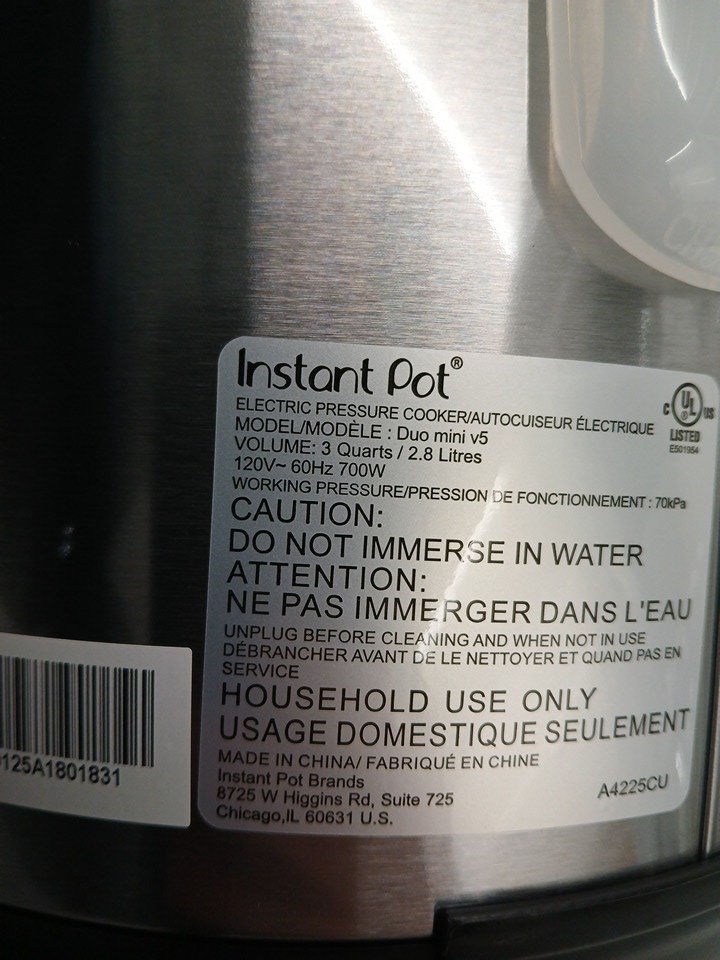 Instant Pot®
ELECTRIC PRESSURE COOKER/AUTOCUISEUR ÉLECTRIQUE
MODEL/MODÈLE : Duo mini v5
VOLUME: 3 Quarts / 2.8 Litres
120V~ 60Hz 700W
WORKING PRESSURE/PRESSION DE FONCTIONNEMENT : 70kPa
C UL US
LISTED
E501954
CAUTION:
DO NOT IMMERSE IN WATER
ATTENTION:
NE PAS IMMERGER DANS L'EAU
UNPLUG BEFORE CLEANING AND WHEN NOT IN USE
DÉBRANCHER AVANT DE LE NETTOYER ET QUAND PAS EN
SERVICE
HOUSEHOLD USE ONLY
USAGE DOMESTIQUE SEULEMENT
MADE IN CHINA/ FABRIQUÉ EN CHINE
Instant Pot Brands
8725 W Higgins Rd, Suite 725
Chicago,IL 60631 U.S.
A4225CU
125A1801831